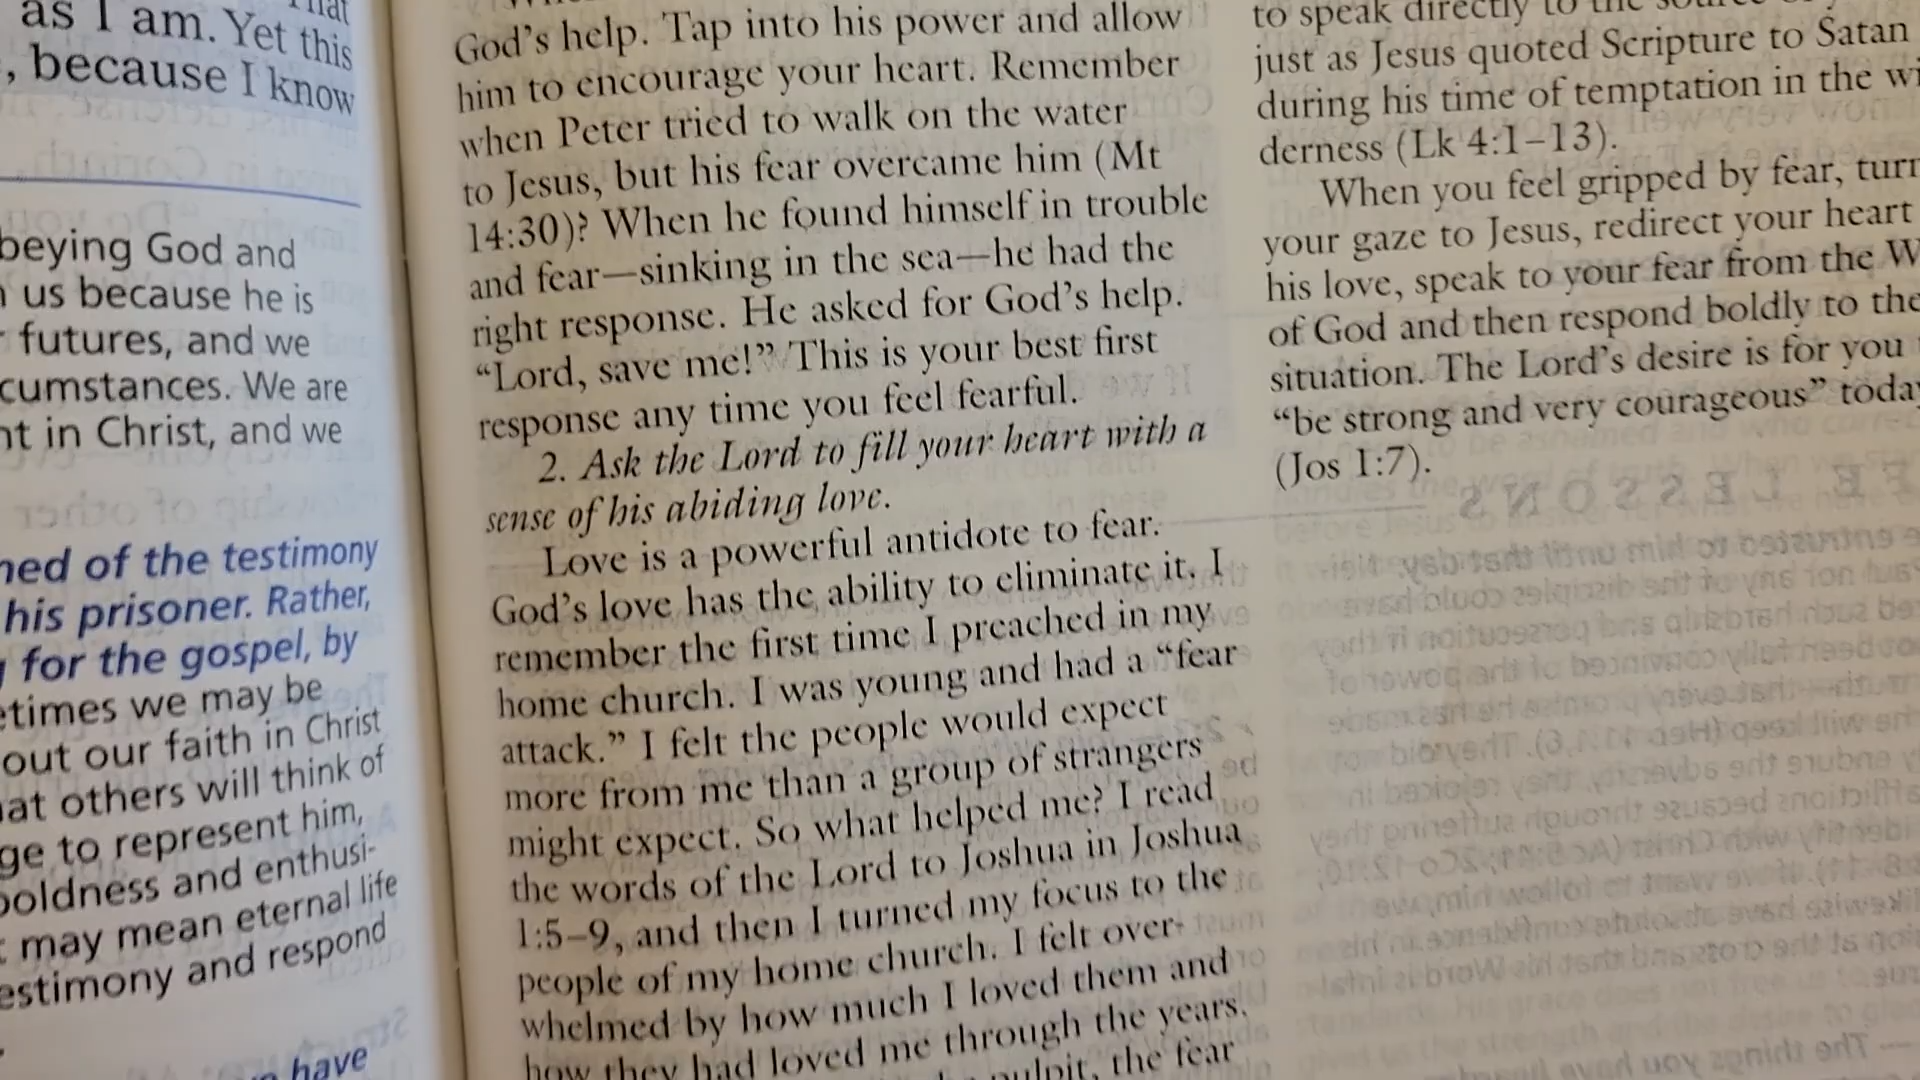 as I am. Yet this
, because I know
beying God and
us because he is
futures, and we
cumstances. We are
nt in Christ, and we
ned of the testimony
his prisoner. Rather,
for the gospel, by
etimes we may be
out our faith in Christ
at others will think of
ge to represent him,
boldness and enthusi-
may mean eternal life
estimony and respond
have
God's help. Tap into his power and allow
him to encourage your heart. Remember
when Peter tried to walk on the water
to Jesus, but his fear overcame him (Mt
14:30)? When he found himself in trouble
and fear—sinking in the sea—he had the
right response. He asked for God's help.
“Lord, save me!” This is your best first
response any time you feel fearful.
2. Ask the Lord to fill your heart with a
sense of his abiding love.
Love is a powerful antidote to fear.
God's love has the ability to eliminate it. I
remember the first time I preached in my
home church. I was young and had a “fear
attack.” I felt the people would expect
more from me than a group of strangers
might expect. So what helped me? I read
the words of the Lord to Joshua in Joshua
1:5–9, and then I turned my focus to the
people of my home church. I felt over-
whelmed by how much I loved them and
how they had loved me through the years.
pulpit, the fear
to speak directly to the
just as Jesus quoted Scripture to Satan
during his time of temptation in the wi
derness (Lk 4:1–13).
When you feel gripped by fear, turn
your gaze to Jesus, redirect your heart
his love, speak to your fear from the W
of God and then respond boldly to the
situation. The Lord's desire is for you
“be strong and very courageous” today
(Jos 1:7).